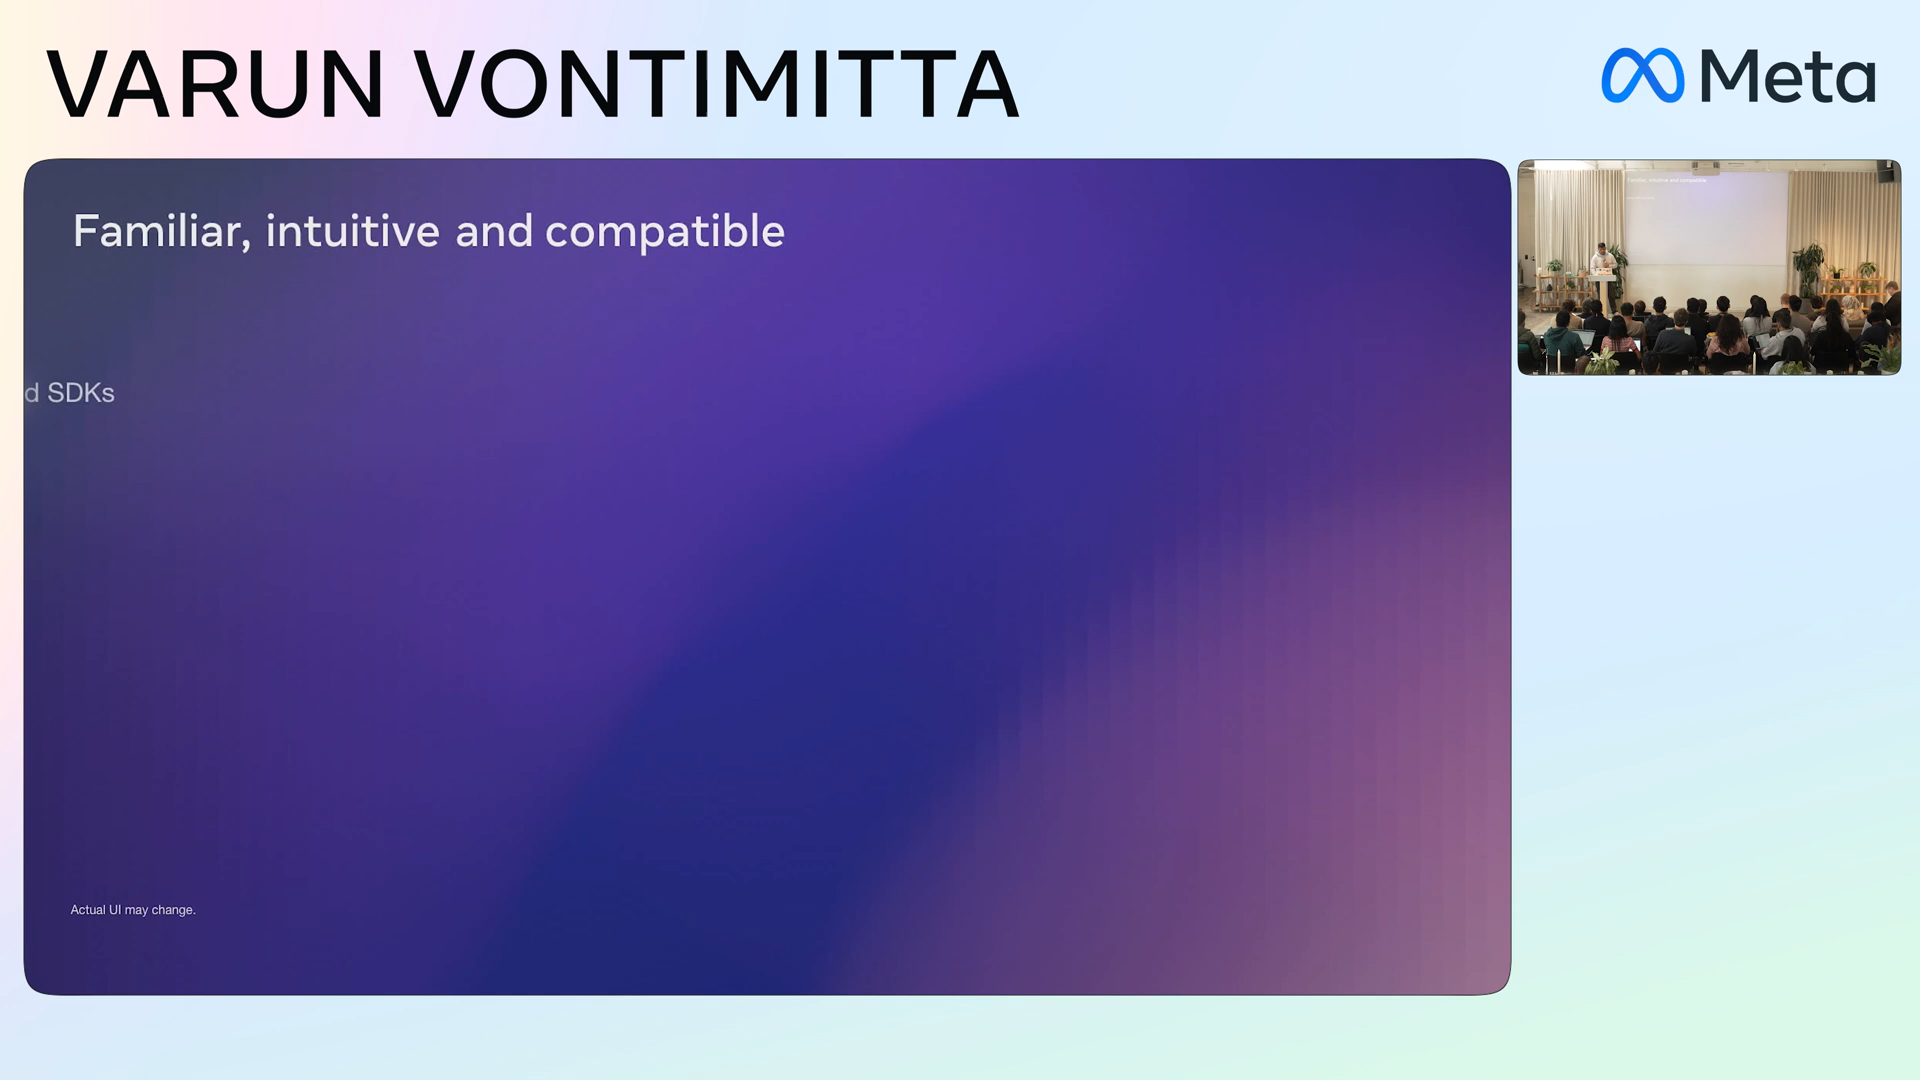 VARUN VONTIMITTA
Meta
Familiar, intuitive and compatible
d SDKs
Actual UI may change.